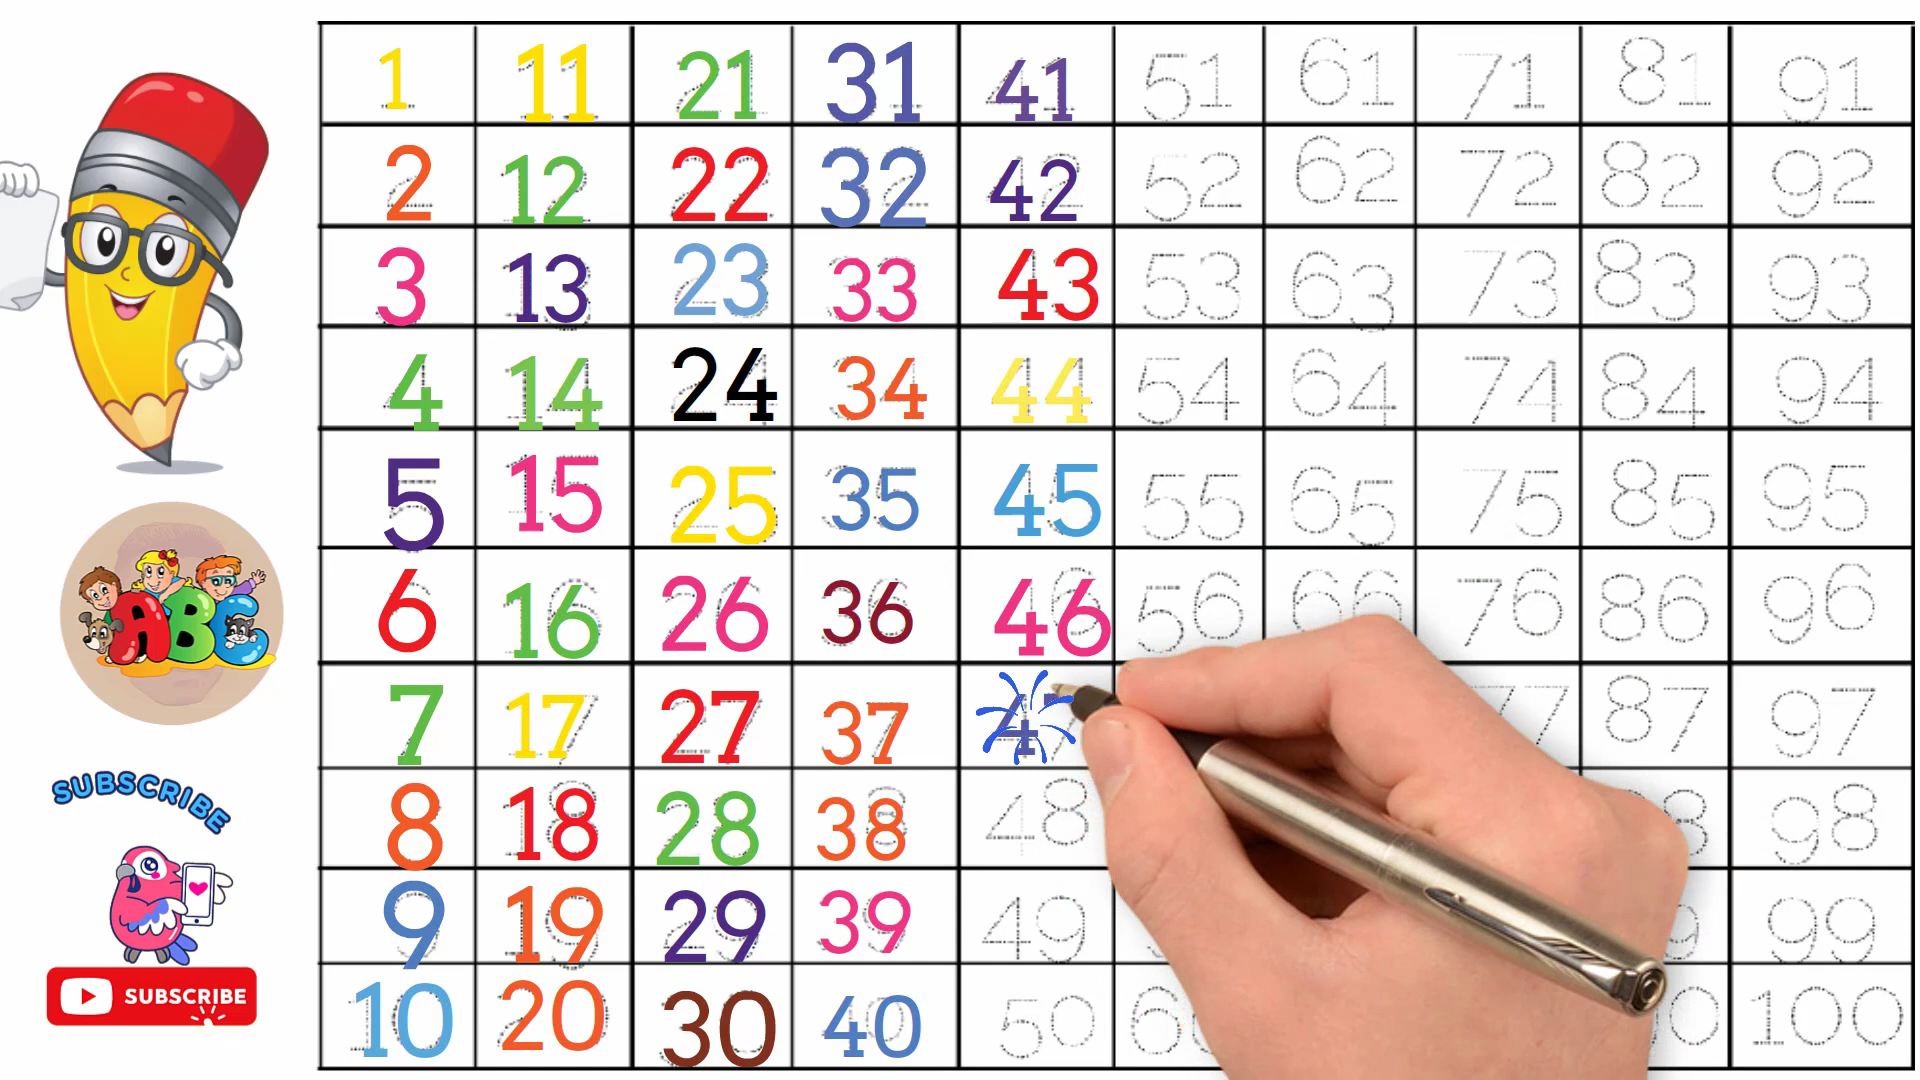 1 11 21 31 41 51 61 71 81 91
2 12 22 32 42 52 62 72 82 92
3 13 23 33 43 53 63 73 83 93
4 14 24 34 44 54 64 74 84 94
5 15 25 35 45 55 65 75 85 95
6 16 26 36 46 56 66 76 86 96
7 17 27 37 47 87 97
8 18 28 38 48 98
9 19 29 39 49 99
10 20 30 40 50 100
ABC
SUBSCRIBE
SUBSCRIBE